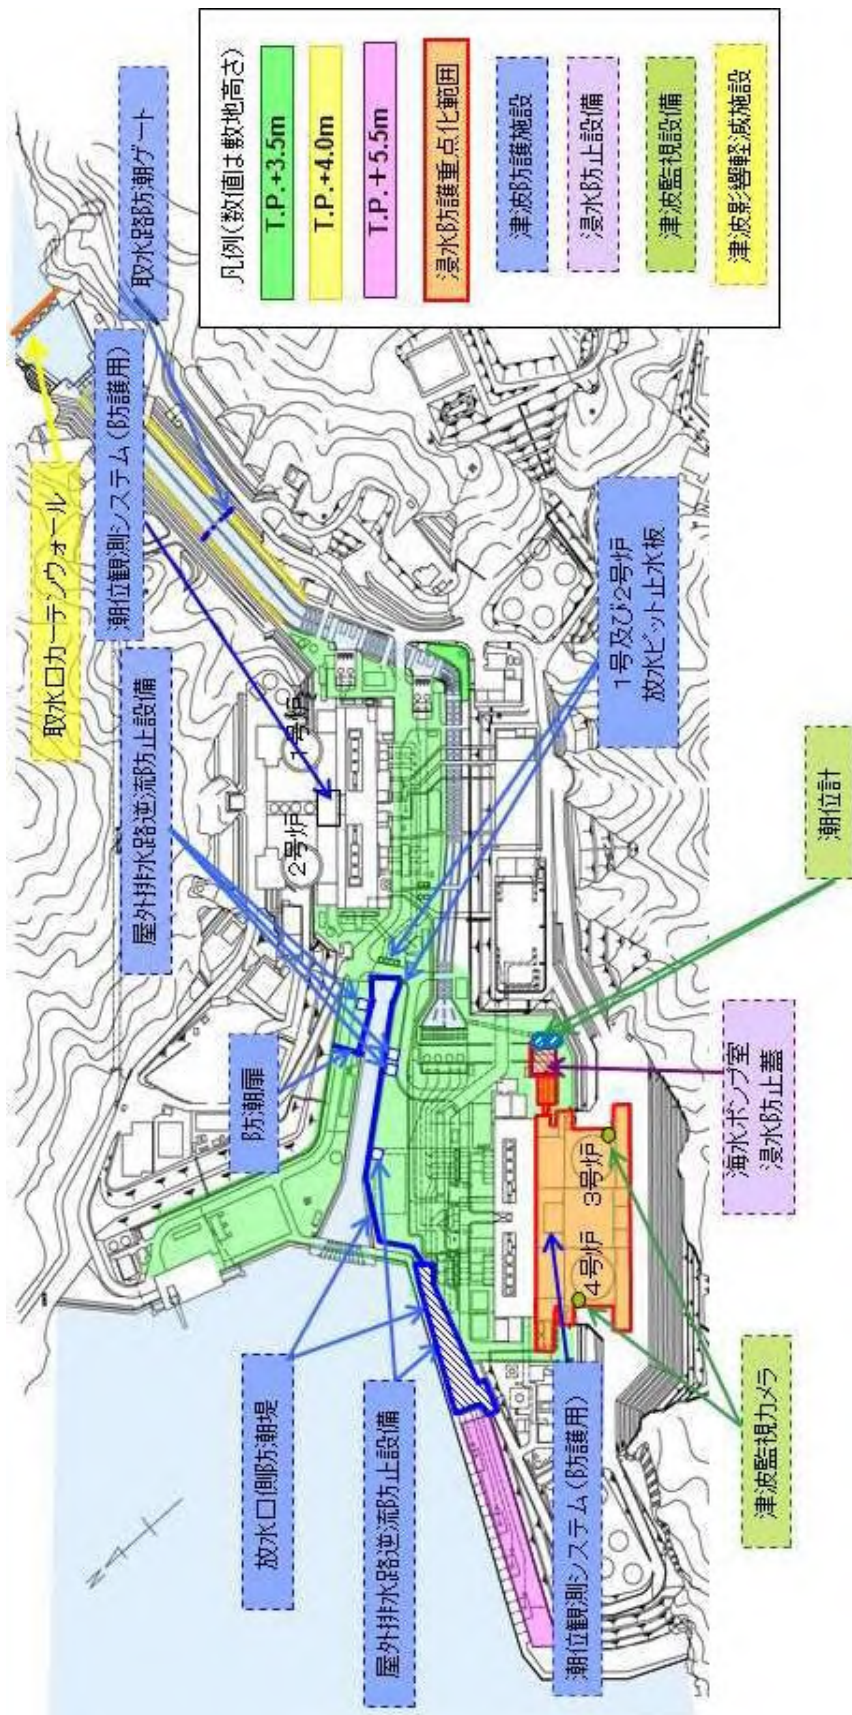 取水口カーテンウォール
潮位観測システム(防護用)
取水路防潮ゲート
屋外排水路逆流防止設備
防潮扉
放水口側防潮堤
屋外排水路逆流防止設備
潮位観測システム(防護用)
津波監視カメラ
海水ポンプ室
浸水防止蓋
潮位計
1号及び2号炉
放水ピット止水板
1号炉
2号炉
3号炉
4号炉
N
凡例(数値は敷地高さ)
T.P.+3.5m
T.P.+4.0m
T.P.+5.5m
浸水防護重点化範囲
津波防護施設
浸水防止設備
津波監視設備
津波影響軽減施設